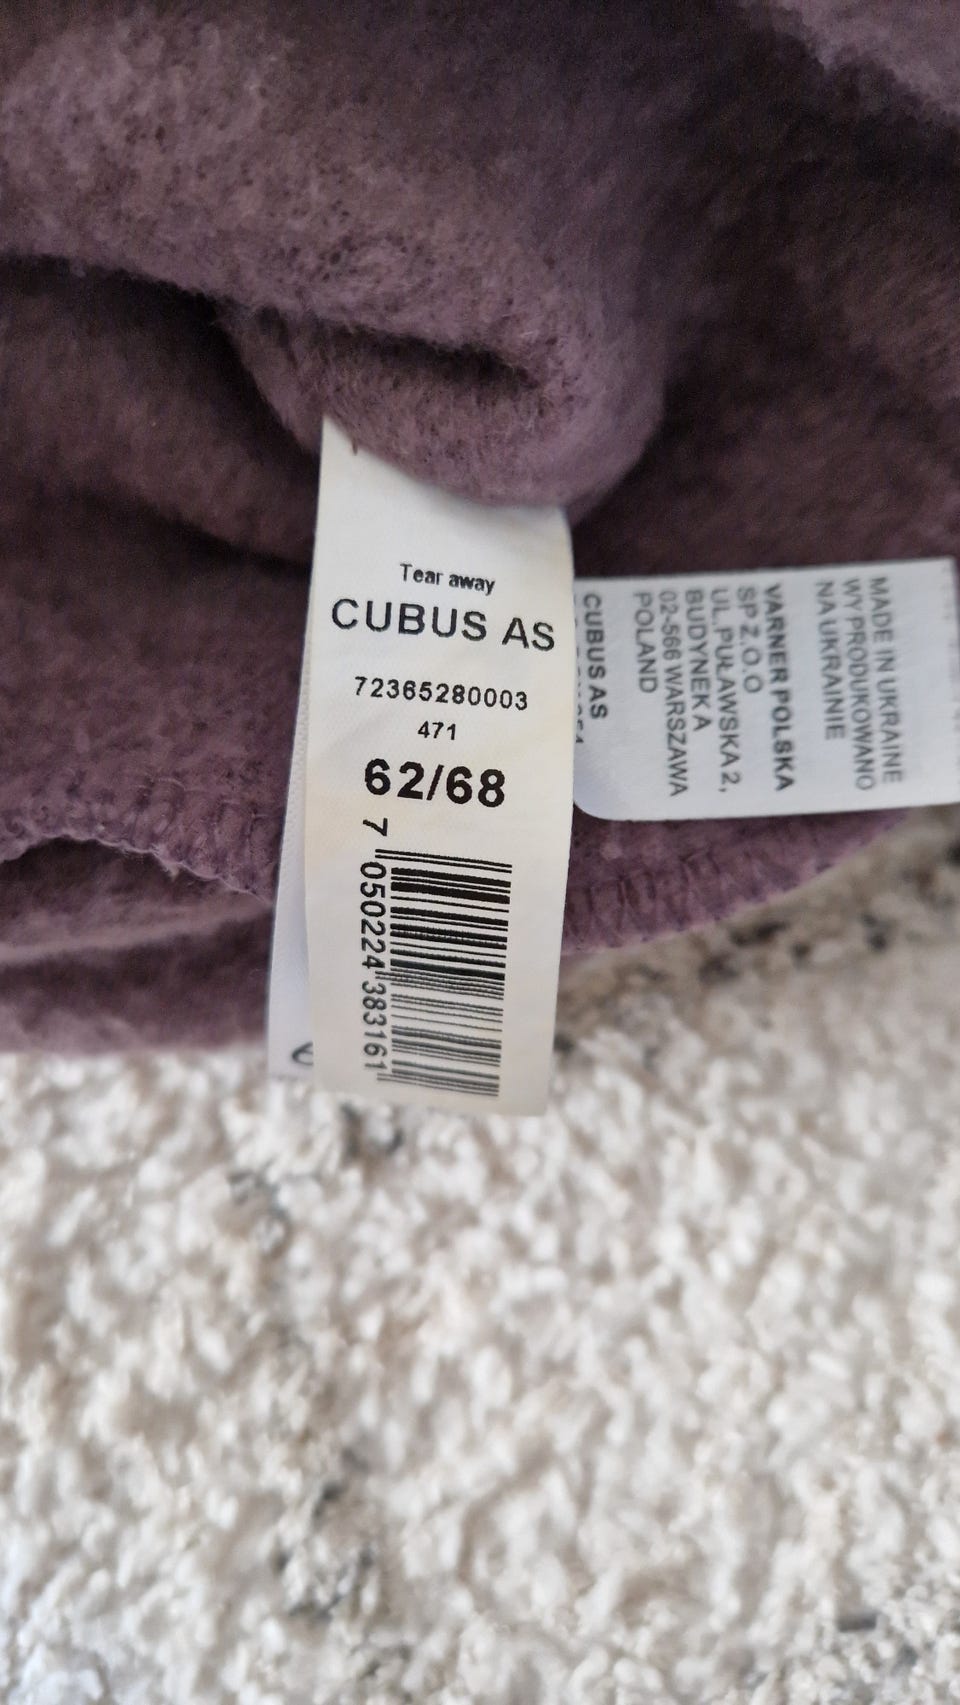 Tear away
CUBUS AS
72365280003
471
62/68
7 050224 383161
MADE IN UKRAINE
WYPRODUKOWANO
NA UKRAINIE
VARNER POLSKA
SP Z.O.O
UL. PUŁAWSKA 2,
BUDYNEK A
02-566 WARSZAWA
POLAND
CUBUS AS